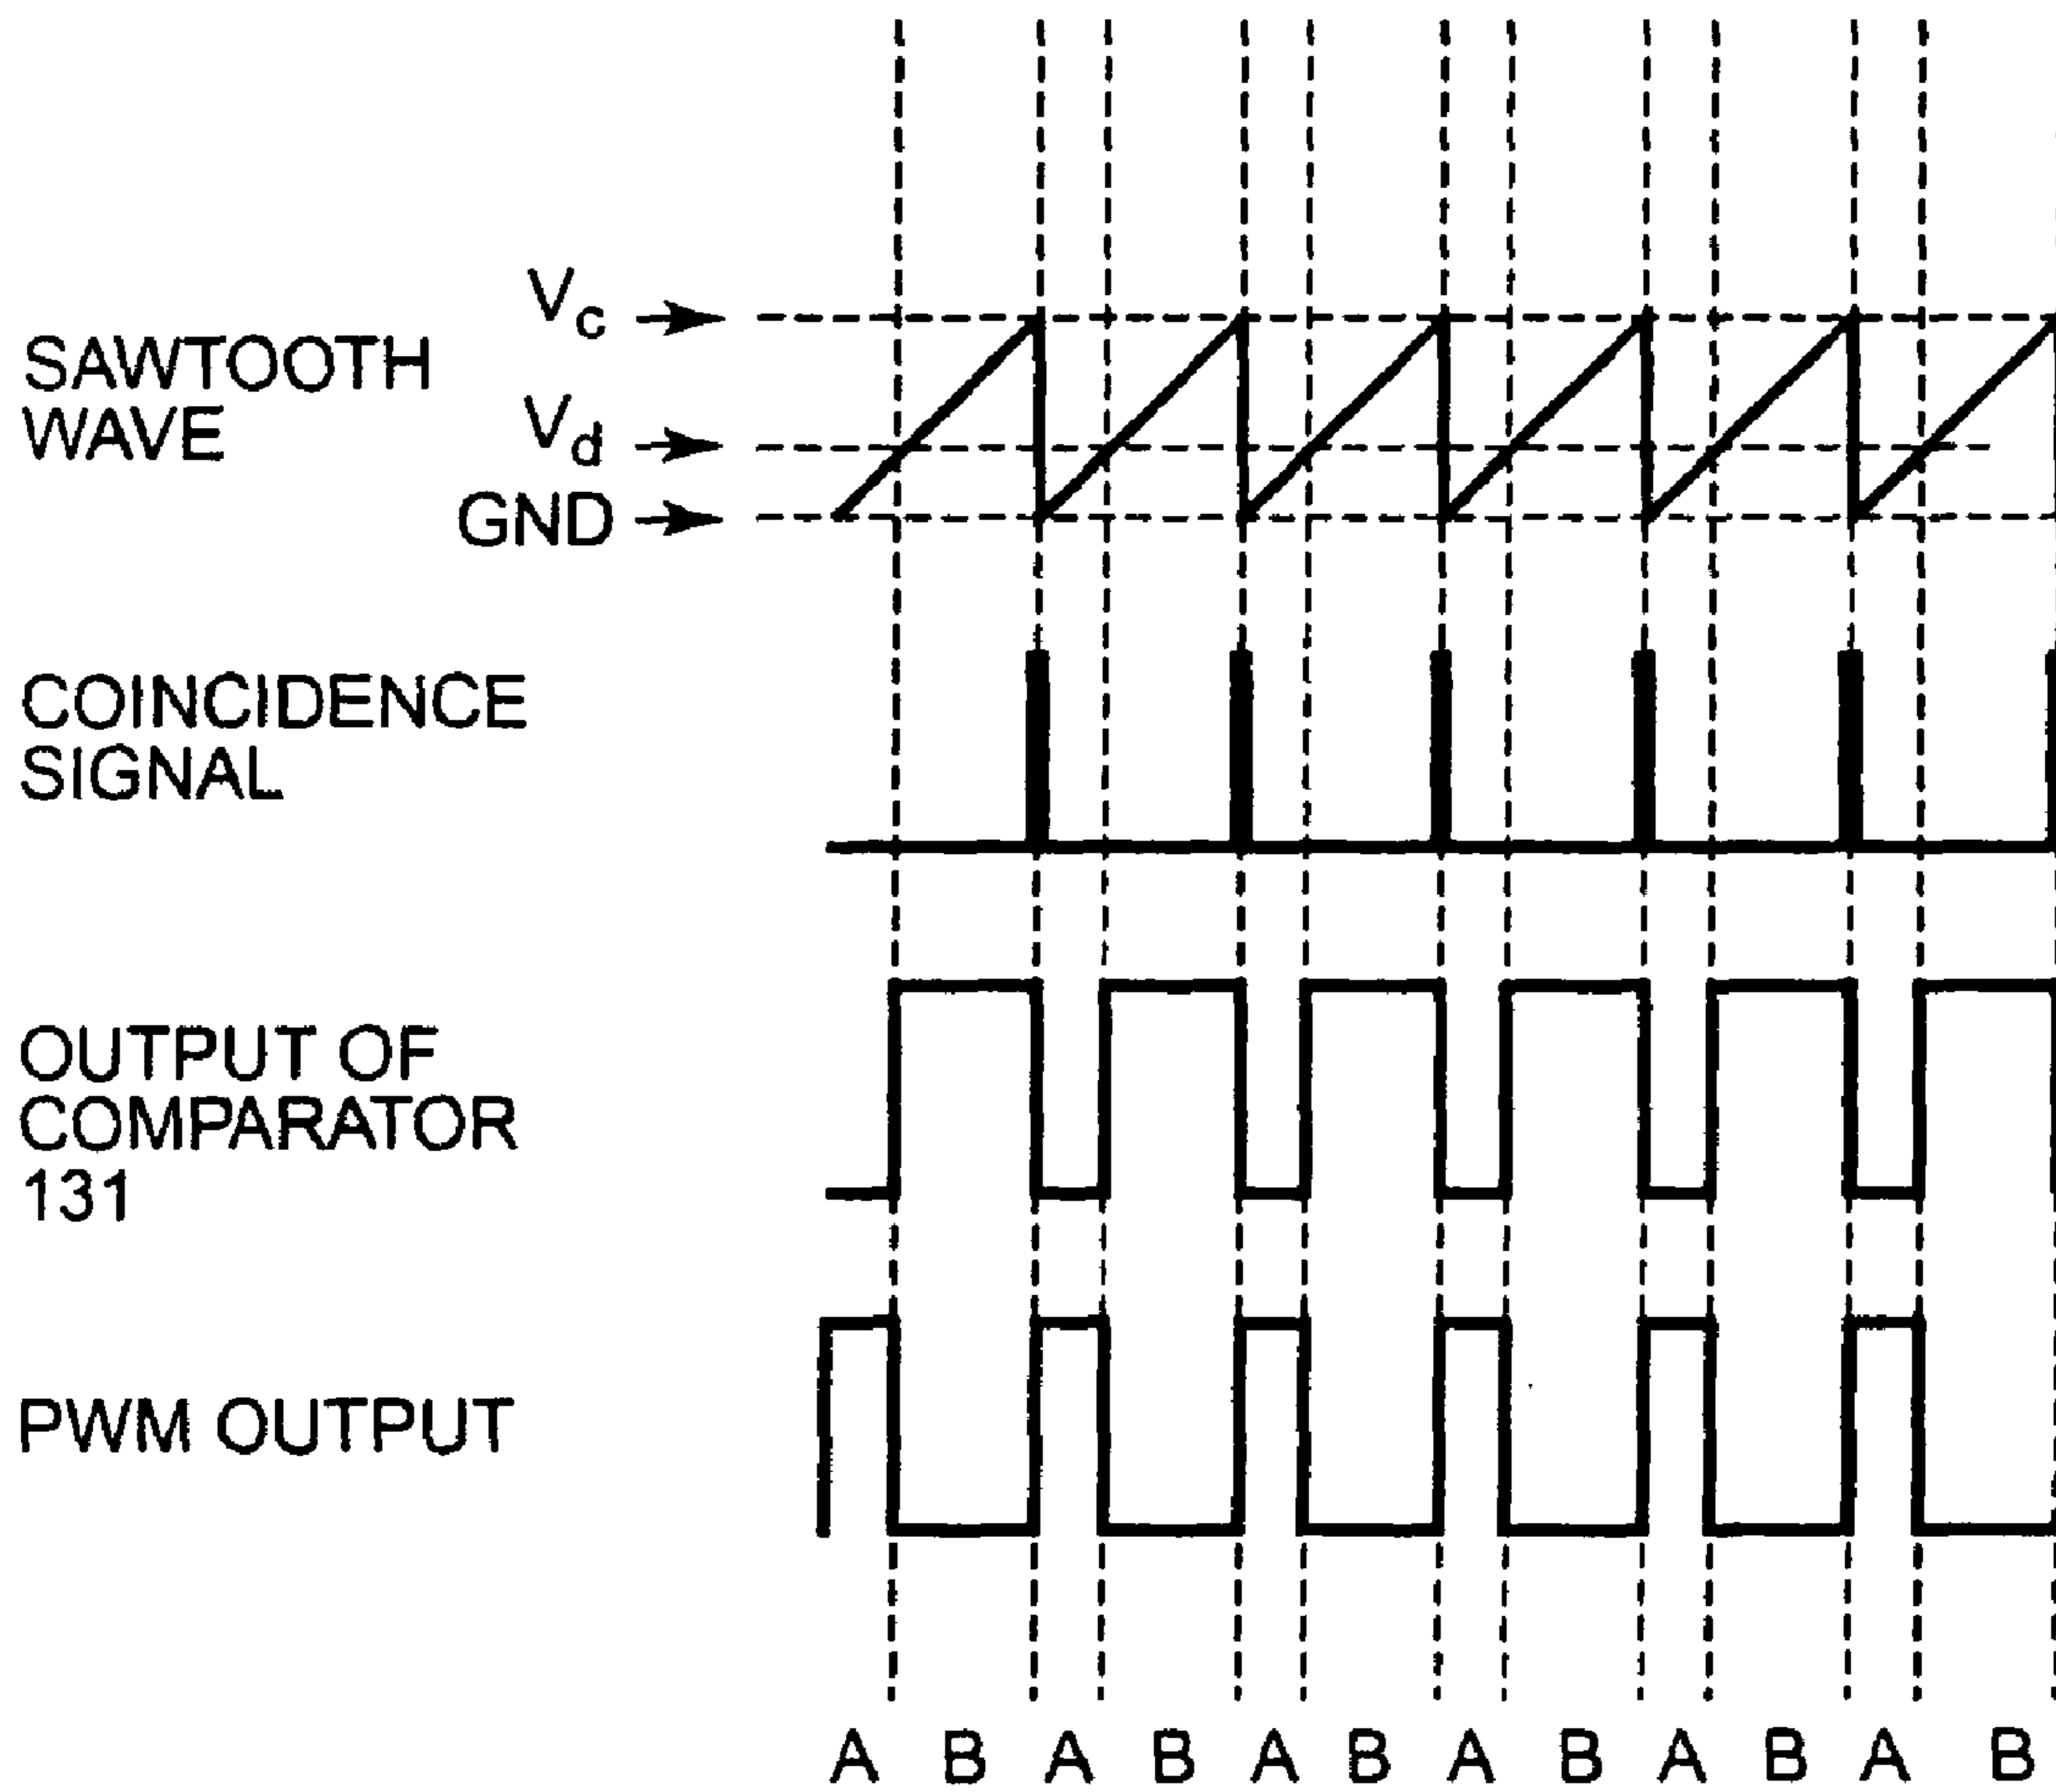 Vc
SAWTOOTH
WAVE
Vd
GND
COINCIDENCE
SIGNAL
OUTPUT OF
COMPARATOR
131
PWM OUTPUT
A B A B A B A B A B A B